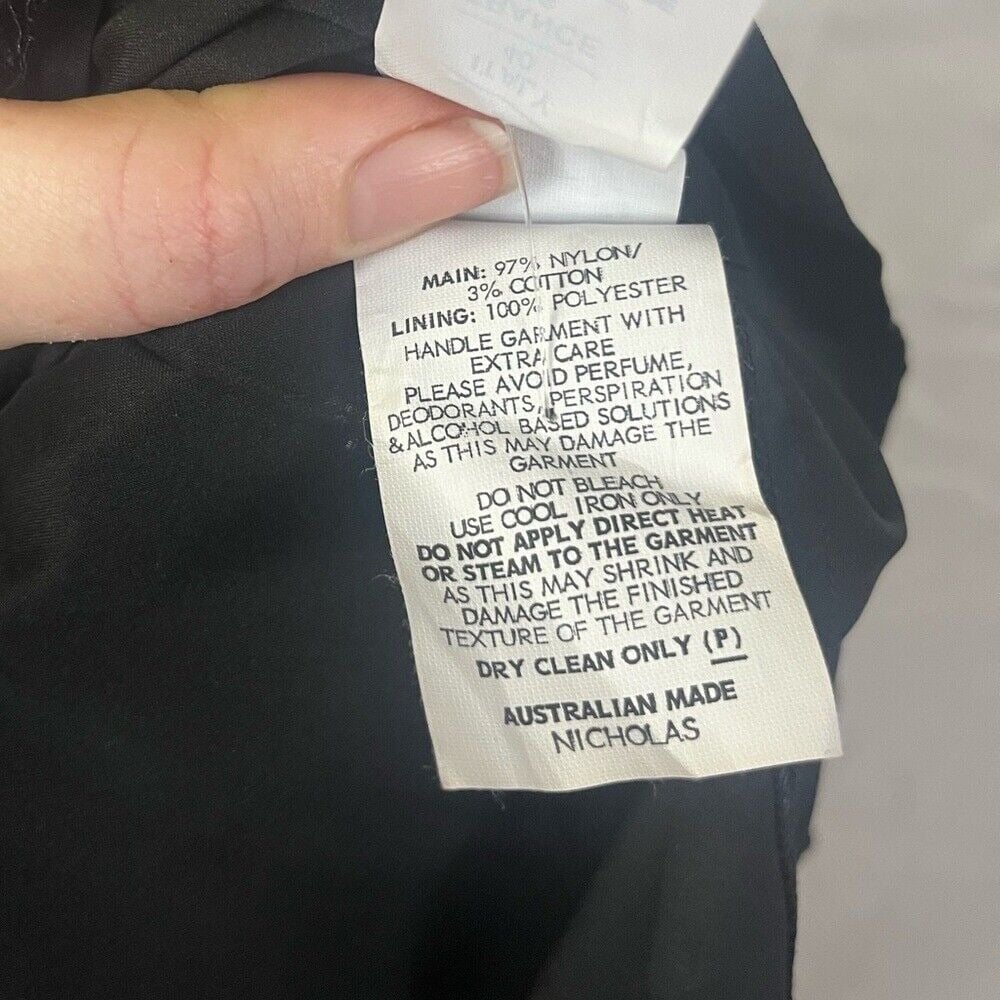 MAIN: 97% NYLON/
3% COTTON
LINING: 100% POLYESTER
HANDLE GARMENT WITH
EXTRA CARE
PLEASE AVOID PERFUME,
DEODORANTS, PERSPIRATION
&ALCOHOL BASED SOLUTIONS
AS THIS MAY DAMAGE THE
GARMENT
DO NOT BLEACH
USE COOL IRON ONLY
DO NOT APPLY DIRECT HEAT
OR STEAM TO THE GARMENT
AS THIS MAY SHRINK AND
DAMAGE THE FINISHED
TEXTURE OF THE GARMENT
DRY CLEAN ONLY (P)
AUSTRALIAN MADE
NICHOLAS
FRANCE
40
ITALY